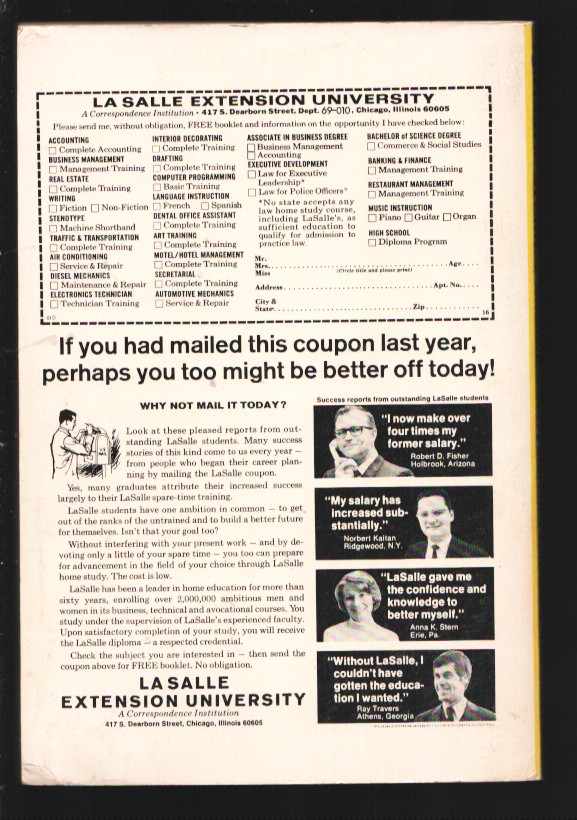 LA SALLE EXTENSION UNIVERSITY
A Correspondence Institution • 417 S. Dearborn Street, Dept. 69-010, Chicago, Illinois 60605
Please send me, without obligation, FREE booklet and information on the opportunity I have checked below:
ACCOUNTING
Complete Accounting
BUSINESS MANAGEMENT
Management Training
REAL ESTATE
Complete Training
WRITING
Fiction Non-Fiction
STENOTYPE
Machine Shorthand
TRAFFIC & TRANSPORTATION
Complete Training
AIR CONDITIONING
Service & Repair
DIESEL MECHANICS
Maintenance & Repair
ELECTRONICS TECHNICIAN
Technician Training
INTERIOR DECORATING
Complete Training
DRAFTING
Complete Training
COMPUTER PROGRAMMING
Basic Training
LANGUAGE INSTRUCTION
French Spanish
DENTAL OFFICE ASSISTANT
Complete Training
ART TRAINING
Complete Training
MOTEL/HOTEL MANAGEMENT
Complete Training
SECRETARIAL
Complete Training
AUTOMOTIVE MECHANICS
Service & Repair
ASSOCIATE IN BUSINESS DEGREE
Business Management
Accounting
EXECUTIVE DEVELOPMENT
Law for Executive
Leadership*
Law for Police Officers*
*No state accepts any
law home study course,
including LaSalle's, as
sufficient education to
qualify for admission to
practice law.
BACHELOR of SCIENCE DEGREE
Commerce & Social Studies
BANKING & FINANCE
Management Training
RESTAURANT MANAGEMENT
Management Training
MUSIC INSTRUCTION
Piano Guitar Organ
HIGH SCHOOL
Diploma Program
Mr.
Mrs. Age
Miss (Circle title and please print)
Address Apt. No.
City &
State Zip
16
If you had mailed this coupon last year,
perhaps you too might be better off today!
WHY NOT MAIL IT TODAY?
Look at these pleased reports from out-
standing LaSalle students. Many success
stories of this kind come to us every year —
from people who began their career plan-
ning by mailing the LaSalle coupon.
Yes, many graduates attribute their increased success
largely to their LaSalle spare-time training.
LaSalle students have one ambition in common — to get
out of the ranks of the untrained and to build a better future
for themselves. Isn't that your goal too?
Without interfering with your present work — and by de-
voting only a little of your spare time — you too can prepare
for advancement in the field of your choice through LaSalle
home study. The cost is low.
LaSalle has been a leader in home education for more than
sixty years, enrolling over 2,000,000 ambitious men and
women in its business, technical and avocational courses. You
study under the supervision of LaSalle's experienced faculty.
Upon satisfactory completion of your study, you will receive
the LaSalle diploma — a respected credential.
Check the subject you are interested in — then send the
coupon above for FREE booklet. No obligation.
LA SALLE
EXTENSION UNIVERSITY
A Correspondence Institution
417 S. Dearborn Street, Chicago, Illinois 60605
Success reports from outstanding LaSalle students
"I now make over
four times my
former salary."
Robert D. Fisher
Holbrook, Arizona
"My salary has
increased sub-
stantially."
Norbert Kaitan
Ridgewood, N.Y.
"LaSalle gave me
the confidence and
knowledge to
better myself."
Anna K. Stern
Erie, Pa.
"Without LaSalle, I
couldn't have
gotten the educa-
tion I wanted."
Ray Travers
Athens, Georgia